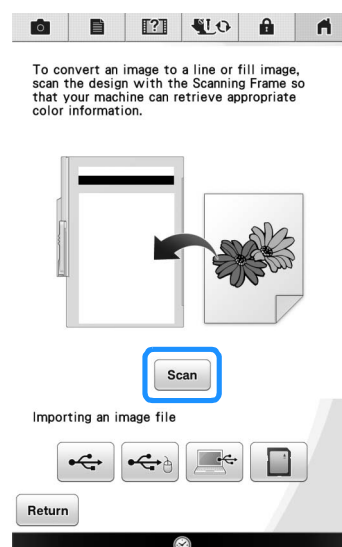 To convert an image to a line or fill image,
scan the design with the Scanning Frame so
that your machine can retrieve appropriate
color information.
Scan
Importing an image file
Return